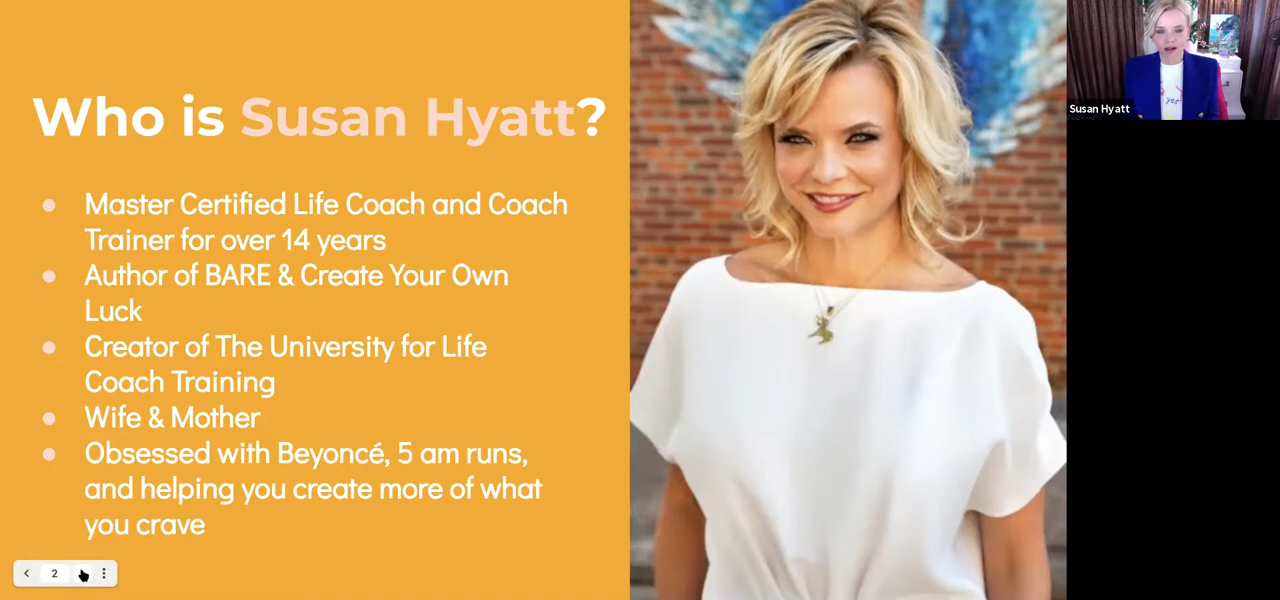 Who is Susan Hyatt?
Master Certified Life Coach and Coach
Trainer for over 14 years
Author of BARE & Create Your Own
Luck
Creator of The University for Life
Coach Training
Wife & Mother
Obsessed with Beyoncé, 5 am runs,
and helping you create more of what
you crave
2
yes
Susan Hyatt